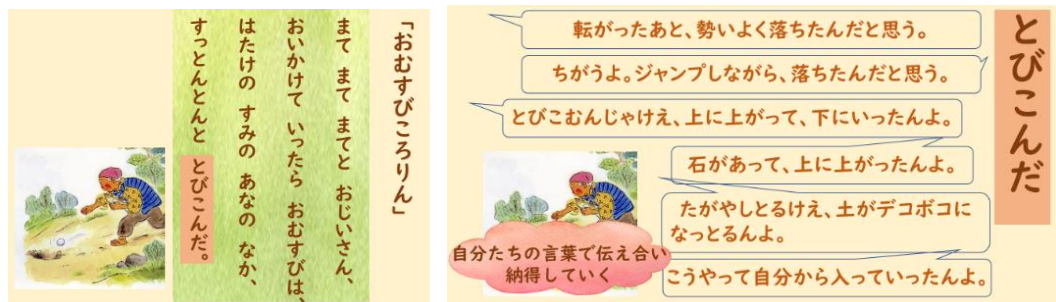 「おむすびころりん」
まて まて まてと おじいさん、
おいかけて いったら おむすびは、
はたけの すみの あなの なか、
すっとんとんと とびこんだ。
とびこんだ
転がったあと、勢いよく落ちたんだと思う。
ちがうよ。ジャンプしながら、落ちたんだと思う。
とびこむんじゃけえ、上に上がって、下にいったんよ。
石があって、上に上がったんよ。
たがやしとるけえ、土がデコボコに
なっとるんよ。
こうやって自分から入っていったんよ。
自分たちの言葉で伝え合い
納得していく